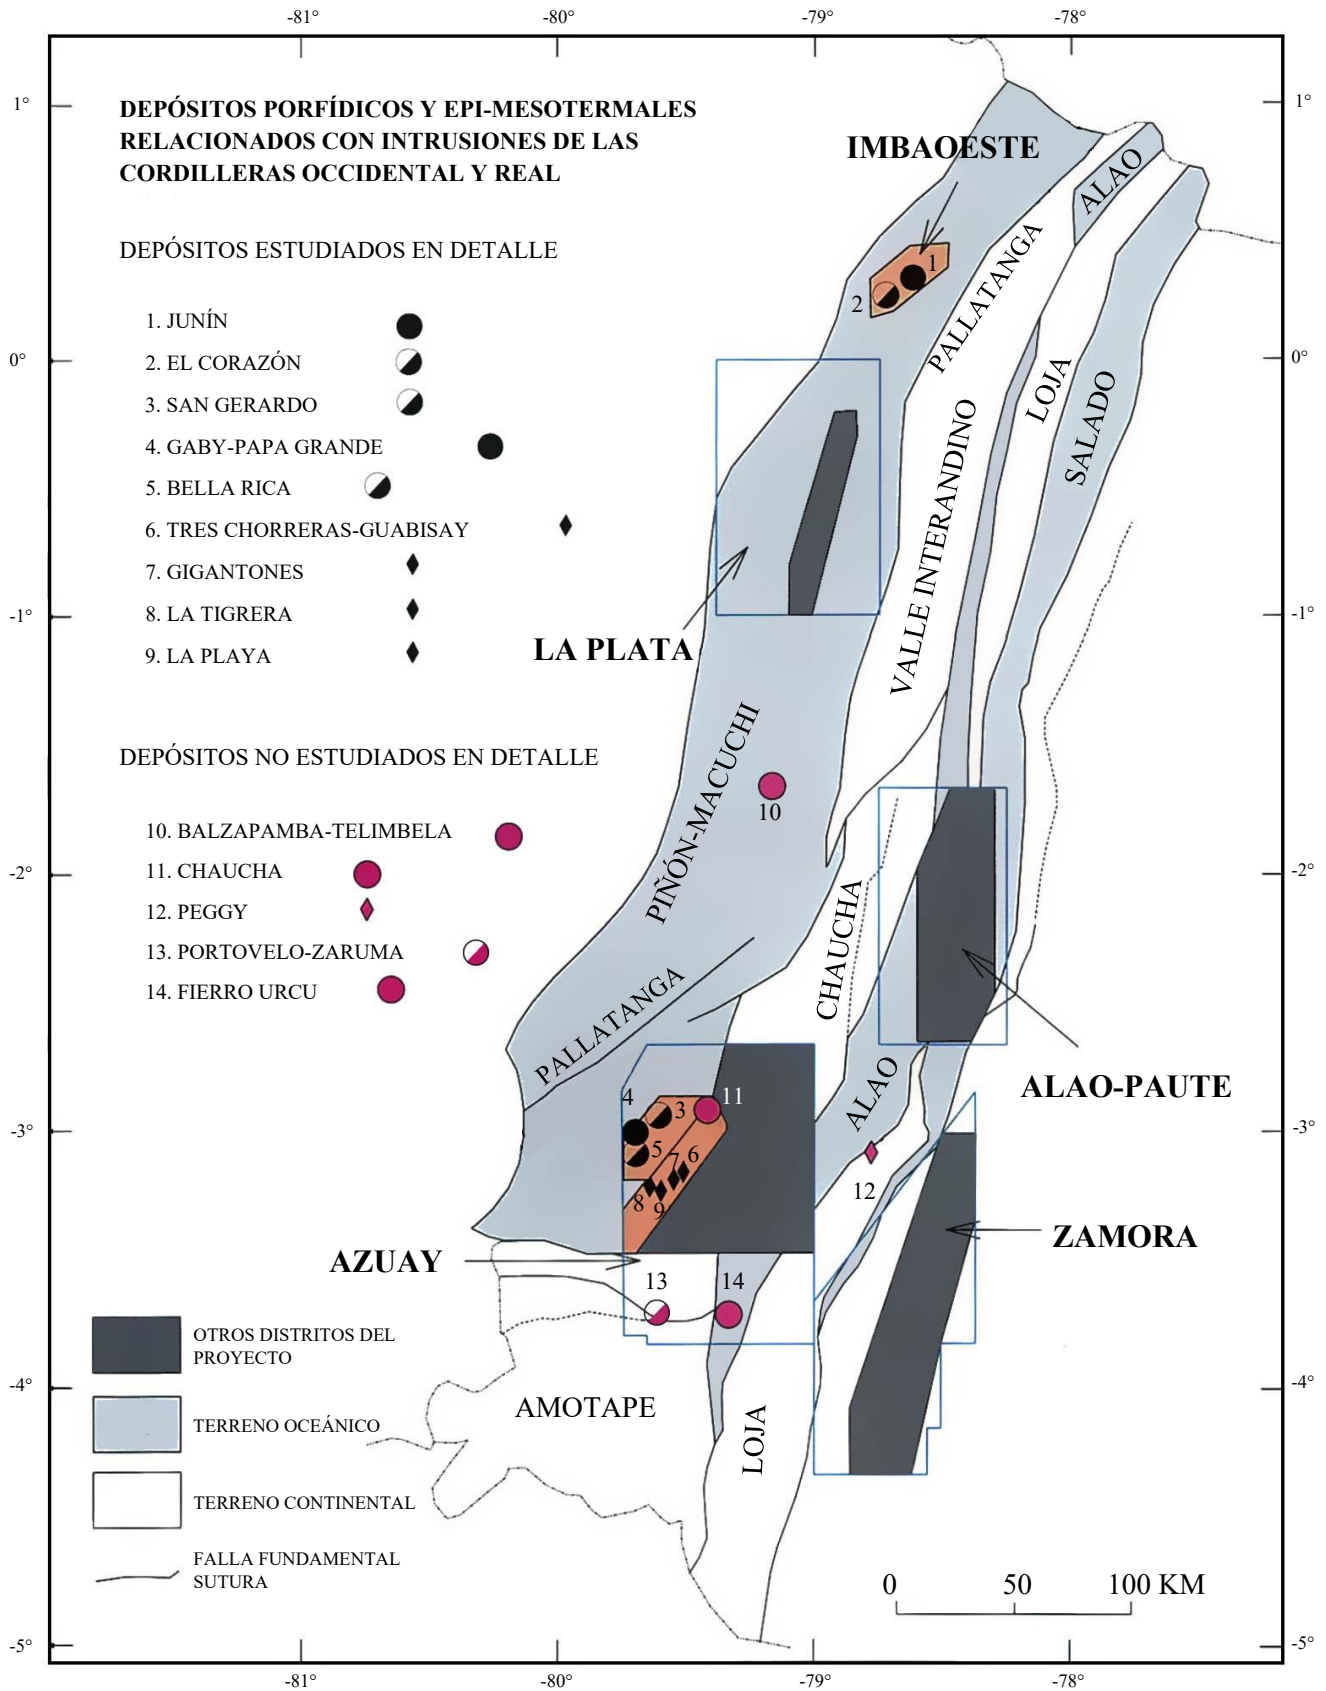 -81°
-80°
-79°
-78°
1°
0°
-1°
-2°
-3°
-4°
-5°
1°
0°
-1°
-2°
-3°
-4°
-5°
-81°
-80°
-79°
-78°
DEPÓSITOS PORFÍDICOS Y EPI-MESOTERMALES
RELACIONADOS CON INTRUSIONES DE LAS
CORDILLERAS OCCIDENTAL Y REAL
DEPÓSITOS ESTUDIADOS EN DETALLE
1. JUNÍN
2. EL CORAZÓN
3. SAN GERARDO
4. GABY-PAPA GRANDE
5. BELLA RICA
6. TRES CHORRERAS-GUABISAY
7. GIGANTONES
8. LA TIGRERA
9. LA PLAYA
DEPÓSITOS NO ESTUDIADOS EN DETALLE
10. BALZAPAMBA-TELIMBELA
11. CHAUCHA
12. PEGGY
13. PORTOVELO-ZARUMA
14. FIERRO URCU
IMBAOESTE
ALAO
1
2
PALLATANGA
LOJA
SALADO
VALLE INTERANDINO
LA PLATA
PIÑÓN-MACUCHI
10
CHAUCHA
PALLATANGA
ALAO
ALAO-PAUTE
4
3
11
5
7
6
8
9
12
ZAMORA
AZUAY
13
14
AMOTAPE
LOJA
OTROS DISTRITOS DEL
PROYECTO
TERRENO OCEÁNICO
TERRENO CONTINENTAL
FALLA FUNDAMENTAL
SUTURA
0 50 100 KM